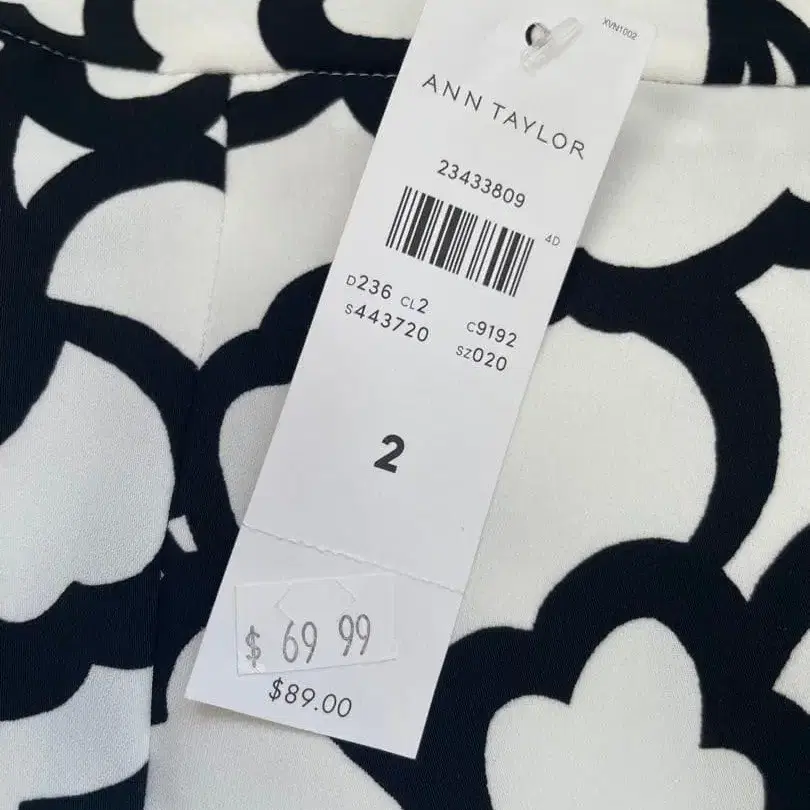 XVN1002
ANN TAYLOR
23433809
4D
D236 CL2 C9192
S443720 SZ020
2
$ 69 99
$89.00